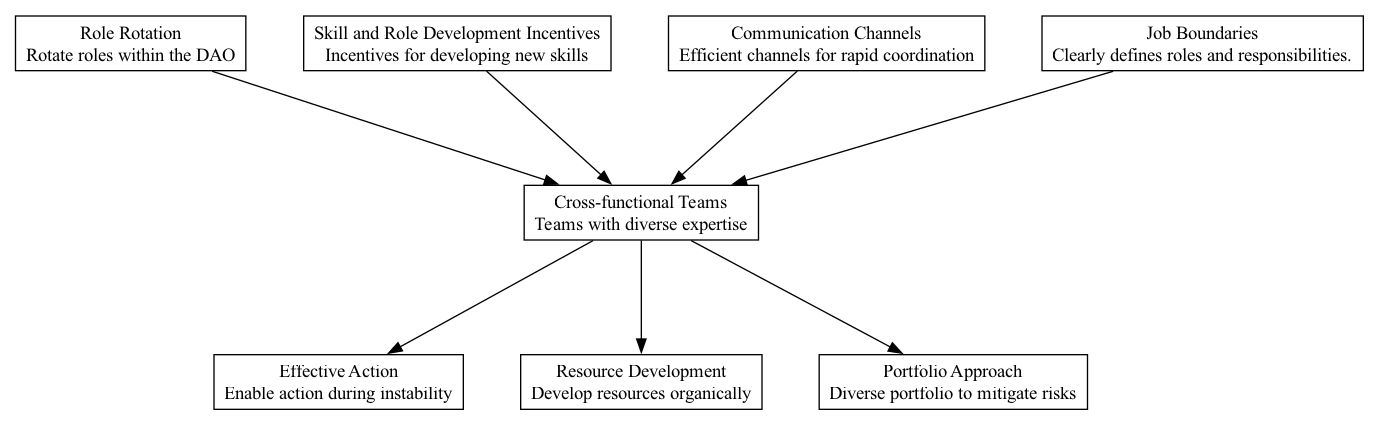 Role Rotation
Rotate roles within the DAO
Skill and Role Development Incentives
Incentives for developing new skills
Communication Channels
Efficient channels for rapid coordination
Job Boundaries
Clearly defines roles and responsibilities.
Cross-functional Teams
Teams with diverse expertise
Effective Action
Enable action during instability
Resource Development
Develop resources organically
Portfolio Approach
Diverse portfolio to mitigate risks